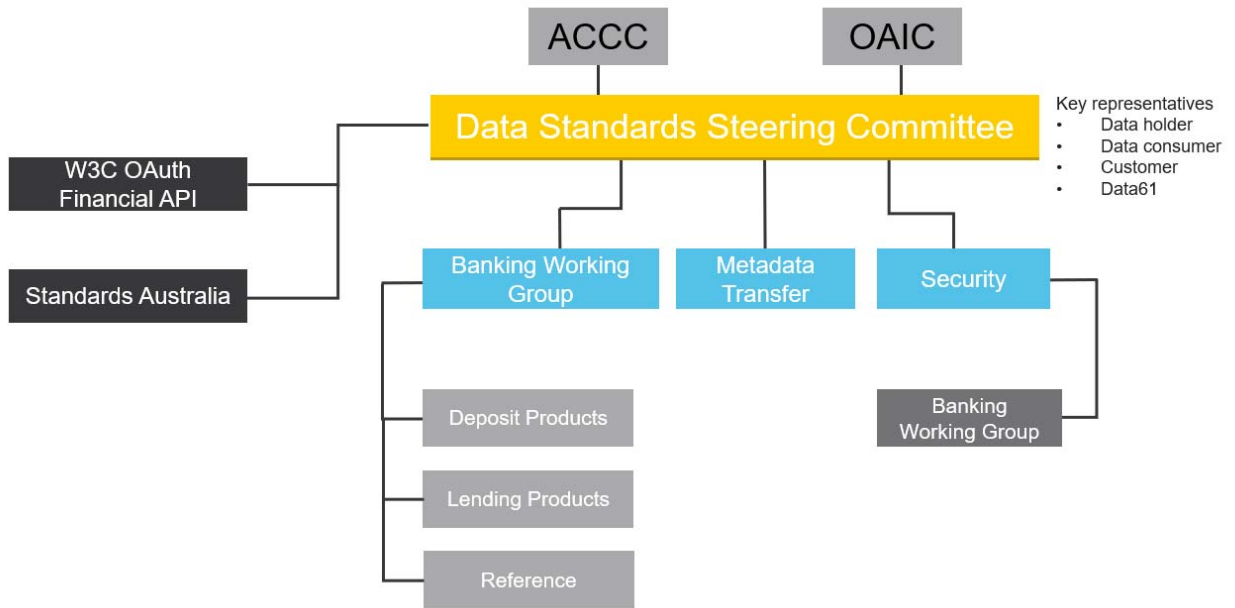 ACCC
OAIC
Data Standards Steering Committee
Key representatives
• Data holder
• Data consumer
• Customer
• Data61
W3C OAuth
Financial API
Standards Australia
Banking Working
Group
Metadata
Transfer
Security
Deposit Products
Banking
Working Group
Lending Products
Reference